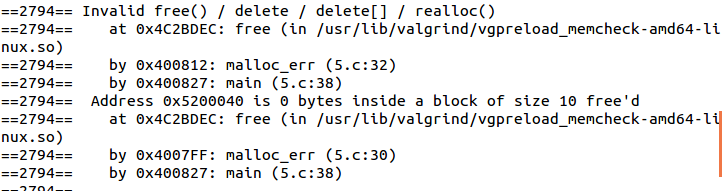 ==2794== Invalid free() / delete / delete[] / realloc()
==2794==    at 0x4C2BDEC: free (in /usr/lib/valgrind/vgpreload_memcheck-amd64-li
nux.so)
==2794==    by 0x400812: malloc_err (5.c:32)
==2794==    by 0x400827: main (5.c:38)
==2794==  Address 0x5200040 is 0 bytes inside a block of size 10 free'd
==2794==    at 0x4C2BDEC: free (in /usr/lib/valgrind/vgpreload_memcheck-amd64-li
nux.so)
==2794==    by 0x4007FF: malloc_err (5.c:30)
==2794==    by 0x400827: main (5.c:38)
==2794==